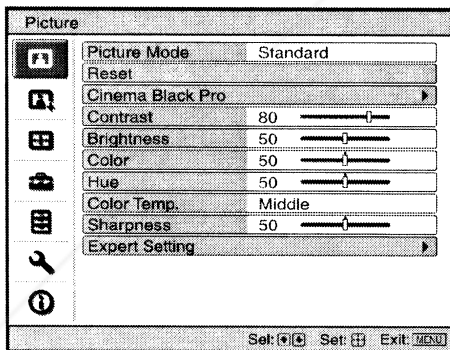 Picture
Picture Mode Standard
Reset
Cinema Black Pro
Contrast 80
Brightness 50
Color 50
Hue 50
Color Temp. Middle
Sharpness 50
Expert Setting
Sel: Set: Exit: MENU